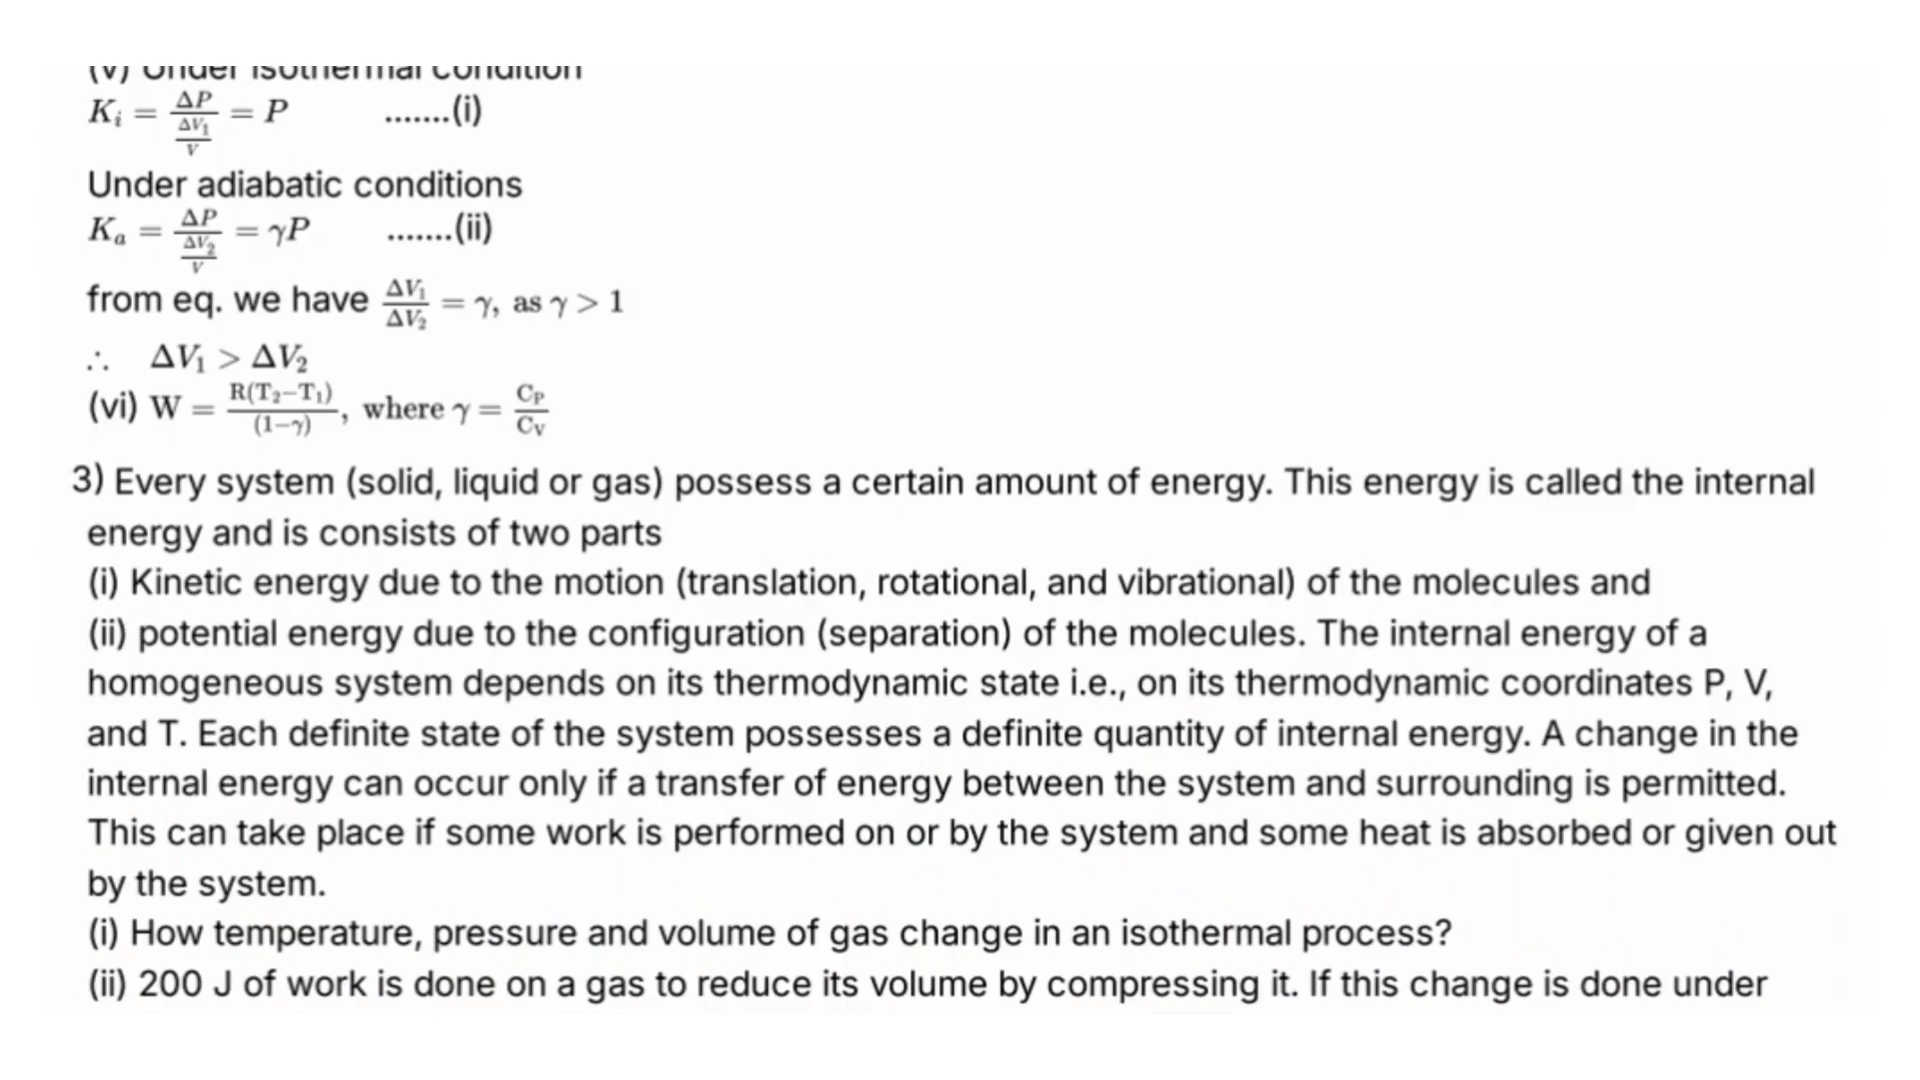 (v) Under isothermal condition
K_i = ΔP / (ΔV₁/V) = P .......(i)
Under adiabatic conditions
K_a = ΔP / (ΔV₂/V) = γP .......(ii)
from eq. we have ΔV₁/ΔV₂ = γ, as γ > 1
∴ ΔV₁ > ΔV₂
(vi) W = R(T₂−T₁)/(1−γ), where γ = C_P/C_V
3) Every system (solid, liquid or gas) possess a certain amount of energy. This energy is called the internal
energy and is consists of two parts
(i) Kinetic energy due to the motion (translation, rotational, and vibrational) of the molecules and
(ii) potential energy due to the configuration (separation) of the molecules. The internal energy of a
homogeneous system depends on its thermodynamic state i.e., on its thermodynamic coordinates P, V,
and T. Each definite state of the system possesses a definite quantity of internal energy. A change in the
internal energy can occur only if a transfer of energy between the system and surrounding is permitted.
This can take place if some work is performed on or by the system and some heat is absorbed or given out
by the system.
(i) How temperature, pressure and volume of gas change in an isothermal process?
(ii) 200 J of work is done on a gas to reduce its volume by compressing it. If this change is done under